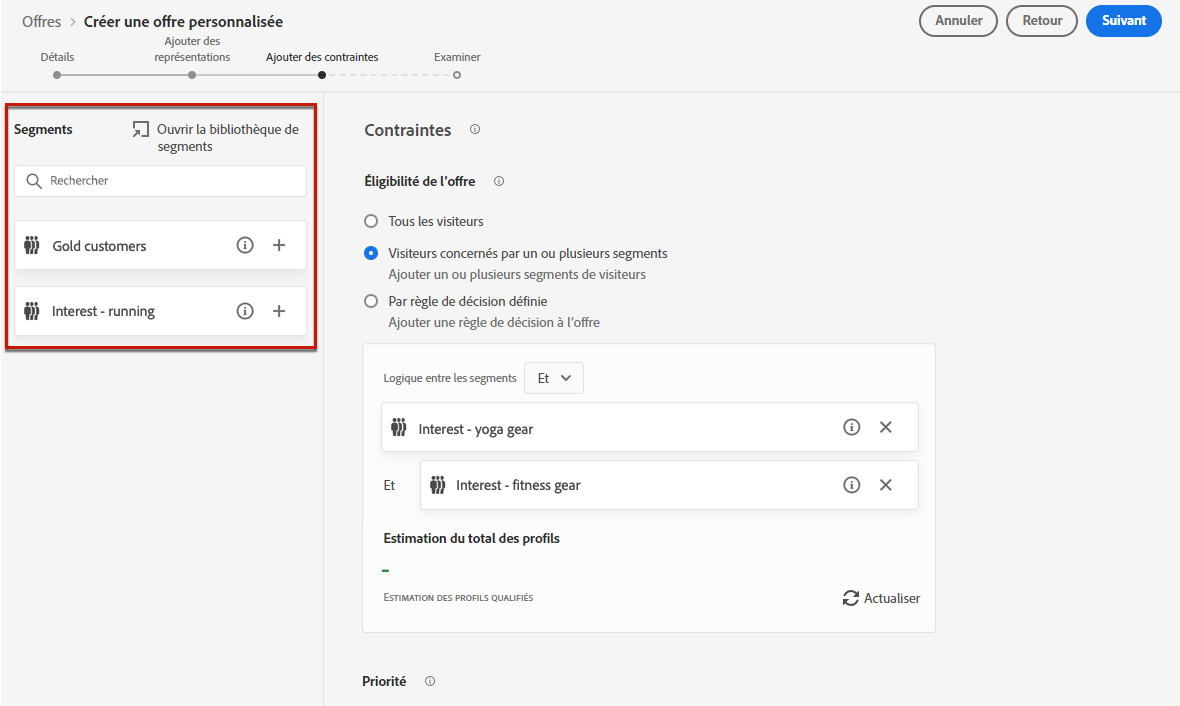 Offres > Créer une offre personnalisée
Annuler
Retour
Suivant
Détails
Ajouter des
représentations
Ajouter des contraintes
Examiner
Segments
Ouvrir la bibliothèque de
segments
Rechercher
Gold customers
Interest - running
Contraintes
Éligibilité de l'offre
Tous les visiteurs
Visiteurs concernés par un ou plusieurs segments
Ajouter un ou plusieurs segments de visiteurs
Par règle de décision définie
Ajouter une règle de décision à l'offre
Logique entre les segments
Et
Interest - yoga gear
Et
Interest - fitness gear
Estimation du total des profils
–
ESTIMATION DES PROFILS QUALIFIÉS
Actualiser
Priorité